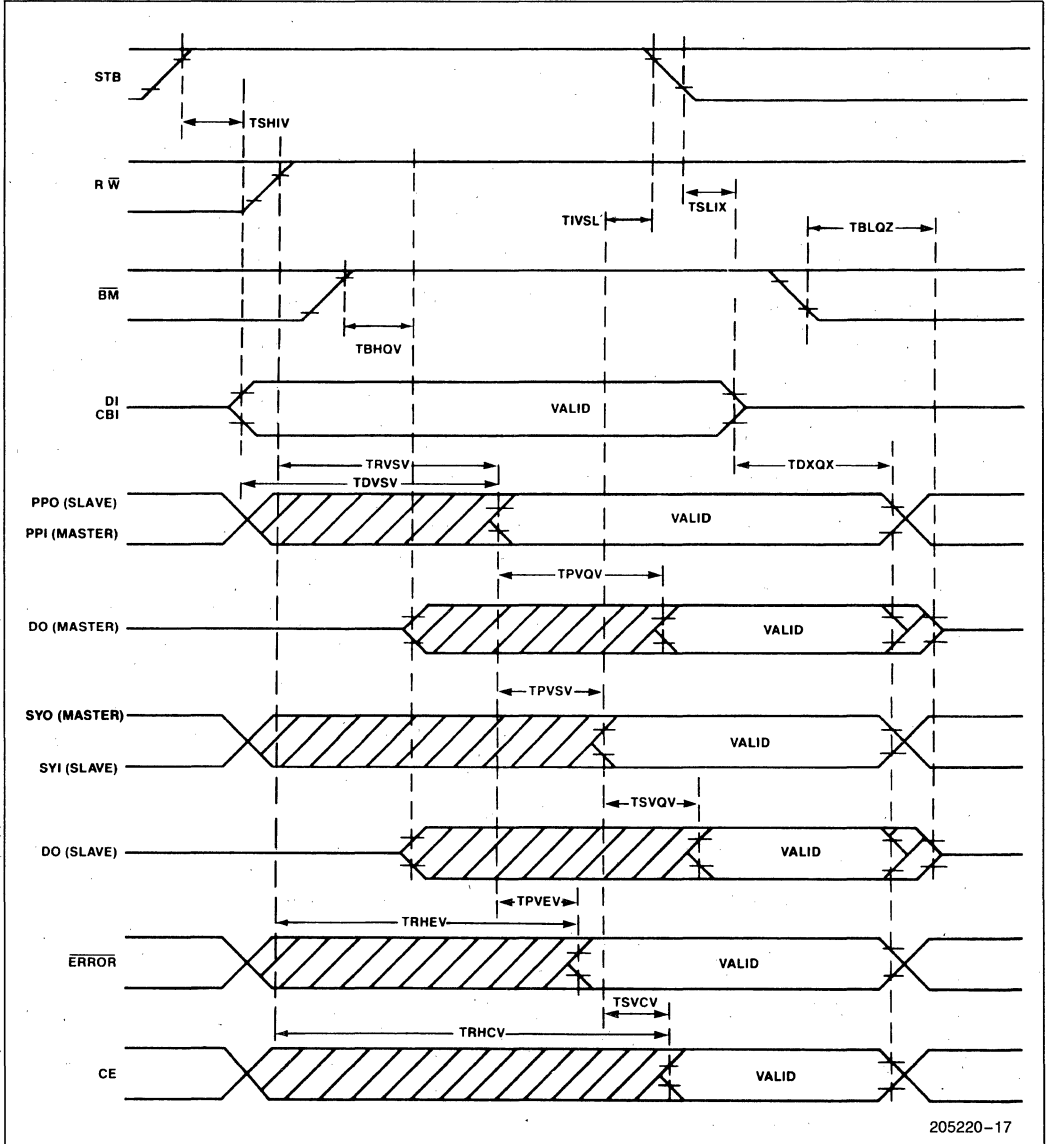 STB
TSHIV
R W̅
TIVSL
TSLIX
TBLQZ
B̅M̅
TBHQV
DI
CBI
VALID
TRVSV
TDXQX
TDVSV
PPO (SLAVE)
VALID
PPI (MASTER)
TPVQV
DO (MASTER)
VALID
TPVSV
SYO (MASTER)
VALID
SYI (SLAVE)
TSVQV
DO (SLAVE)
VALID
TPVEV
TRHEV
E̅R̅R̅O̅R̅
VALID
TSVCV
TRHCV
CE
VALID
205220-17